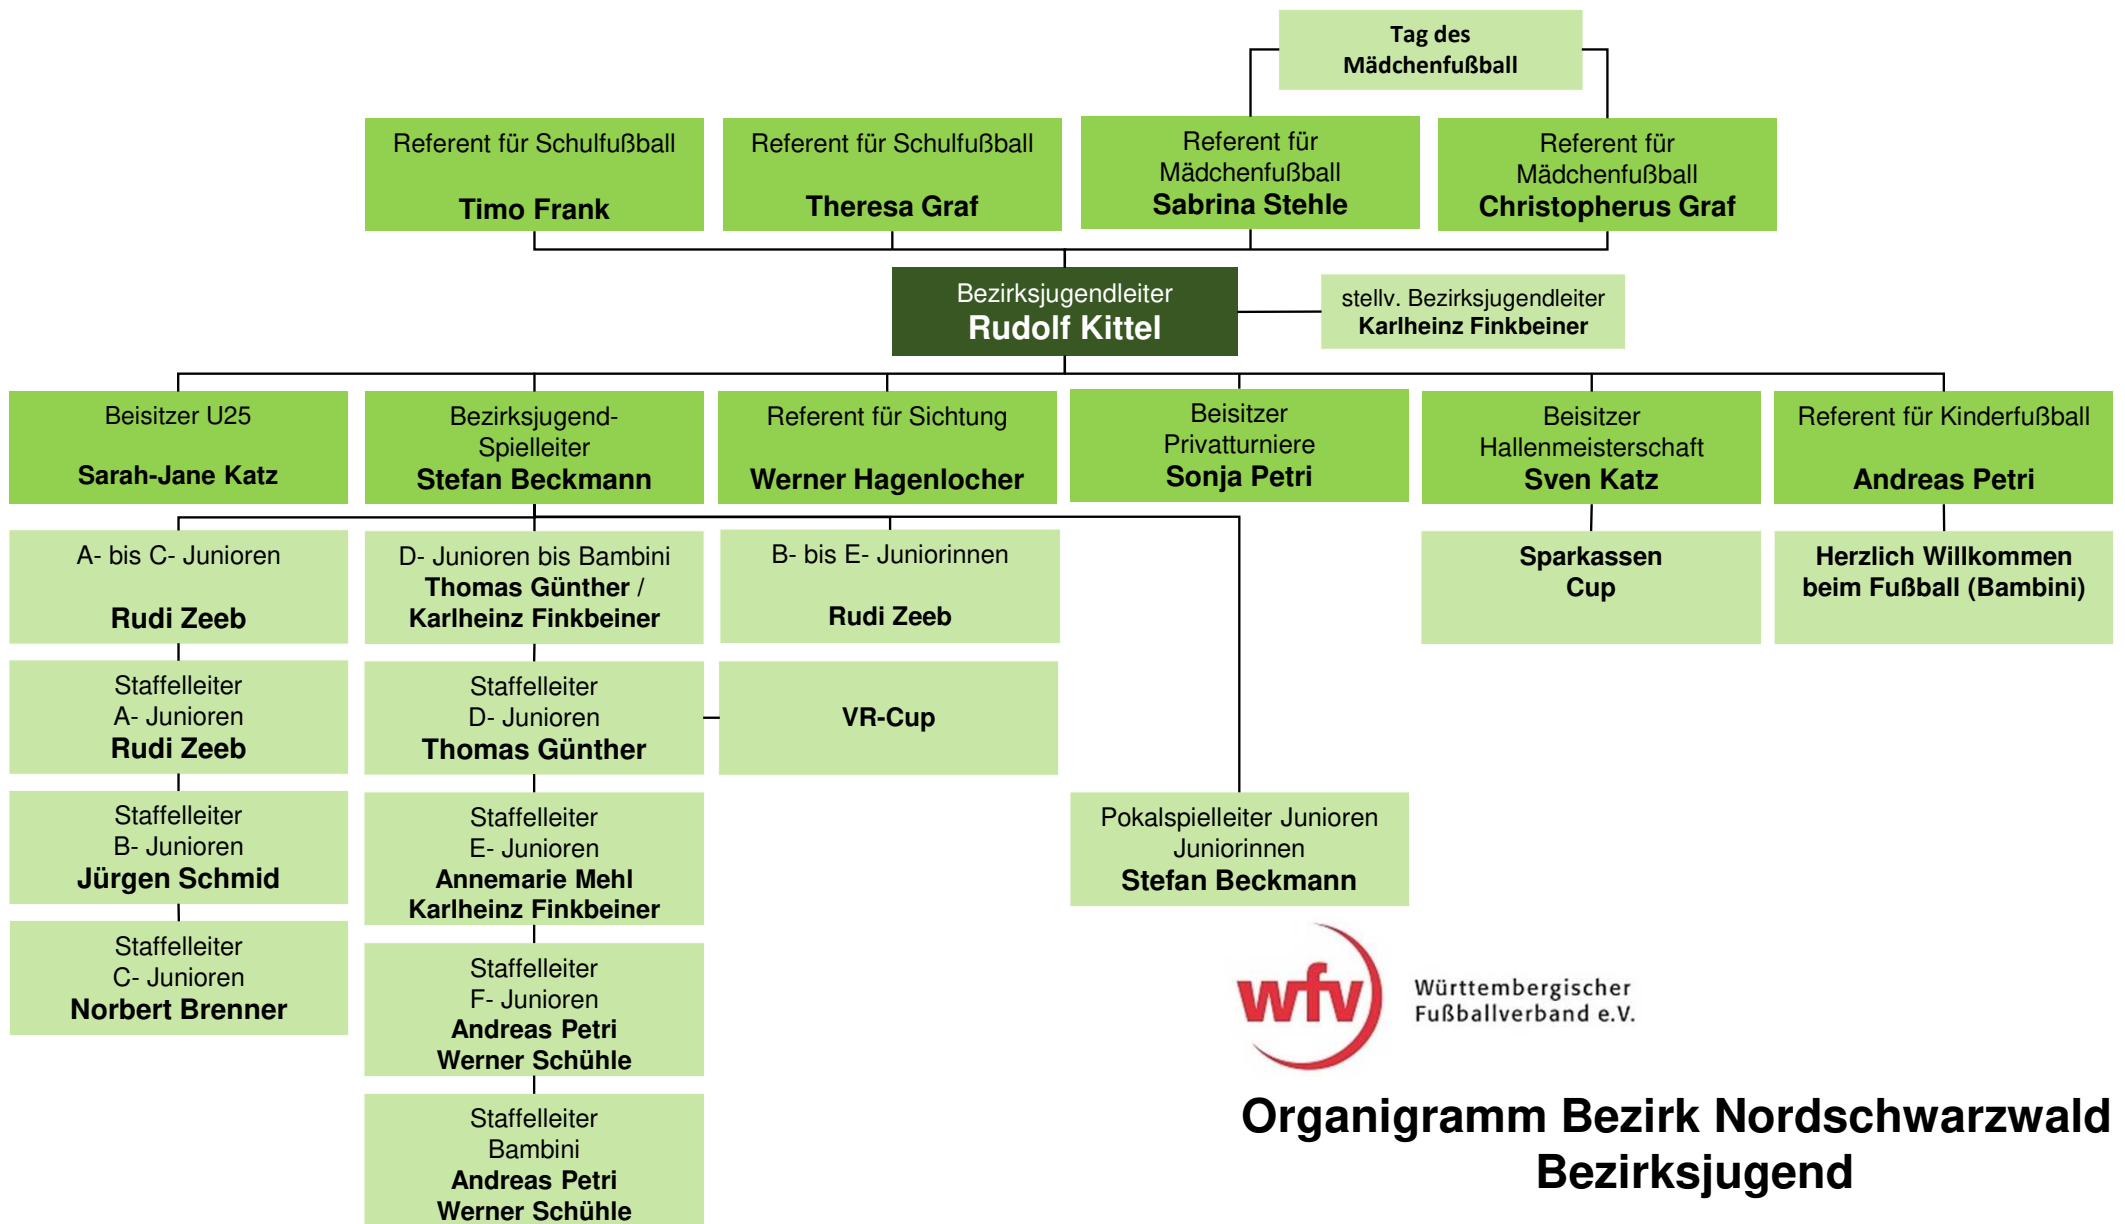 Tag des
Mädchenfußball
Referent für Schulfußball
Timo Frank
Referent für Schulfußball
Theresa Graf
Referent für
Mädchenfußball
Sabrina Stehle
Referent für
Mädchenfußball
Christopherus Graf
Bezirksjugendleiter
Rudolf Kittel
stellv. Bezirksjugendleiter
Karlheinz Finkbeiner
Beisitzer U25
Sarah-Jane Katz
Bezirksjugend-
Spielleiter
Stefan Beckmann
Referent für Sichtung
Werner Hagenlocher
Beisitzer
Privatturniere
Sonja Petri
Beisitzer
Hallenmeisterschaft
Sven Katz
Referent für Kinderfußball
Andreas Petri
A- bis C- Junioren
Rudi Zeeb
D- Junioren bis Bambini
Thomas Günther /
Karlheinz Finkbeiner
B- bis E- Juniorinnen
Rudi Zeeb
Sparkassen
Cup
Herzlich Willkommen
beim Fußball (Bambini)
Staffelleiter
A- Junioren
Rudi Zeeb
Staffelleiter
D- Junioren
Thomas Günther
VR-Cup
Staffelleiter
B- Junioren
Jürgen Schmid
Staffelleiter
E- Junioren
Annemarie Mehl
Karlheinz Finkbeiner
Pokalspielleiter Junioren
Juniorinnen
Stefan Beckmann
Staffelleiter
C- Junioren
Norbert Brenner
Staffelleiter
F- Junioren
Andreas Petri
Werner Schühle
Staffelleiter
Bambini
Andreas Petri
Werner Schühle
wfv
Württembergischer
Fußballverband e.V.
Organigramm Bezirk Nordschwarzwald
Bezirksjugend